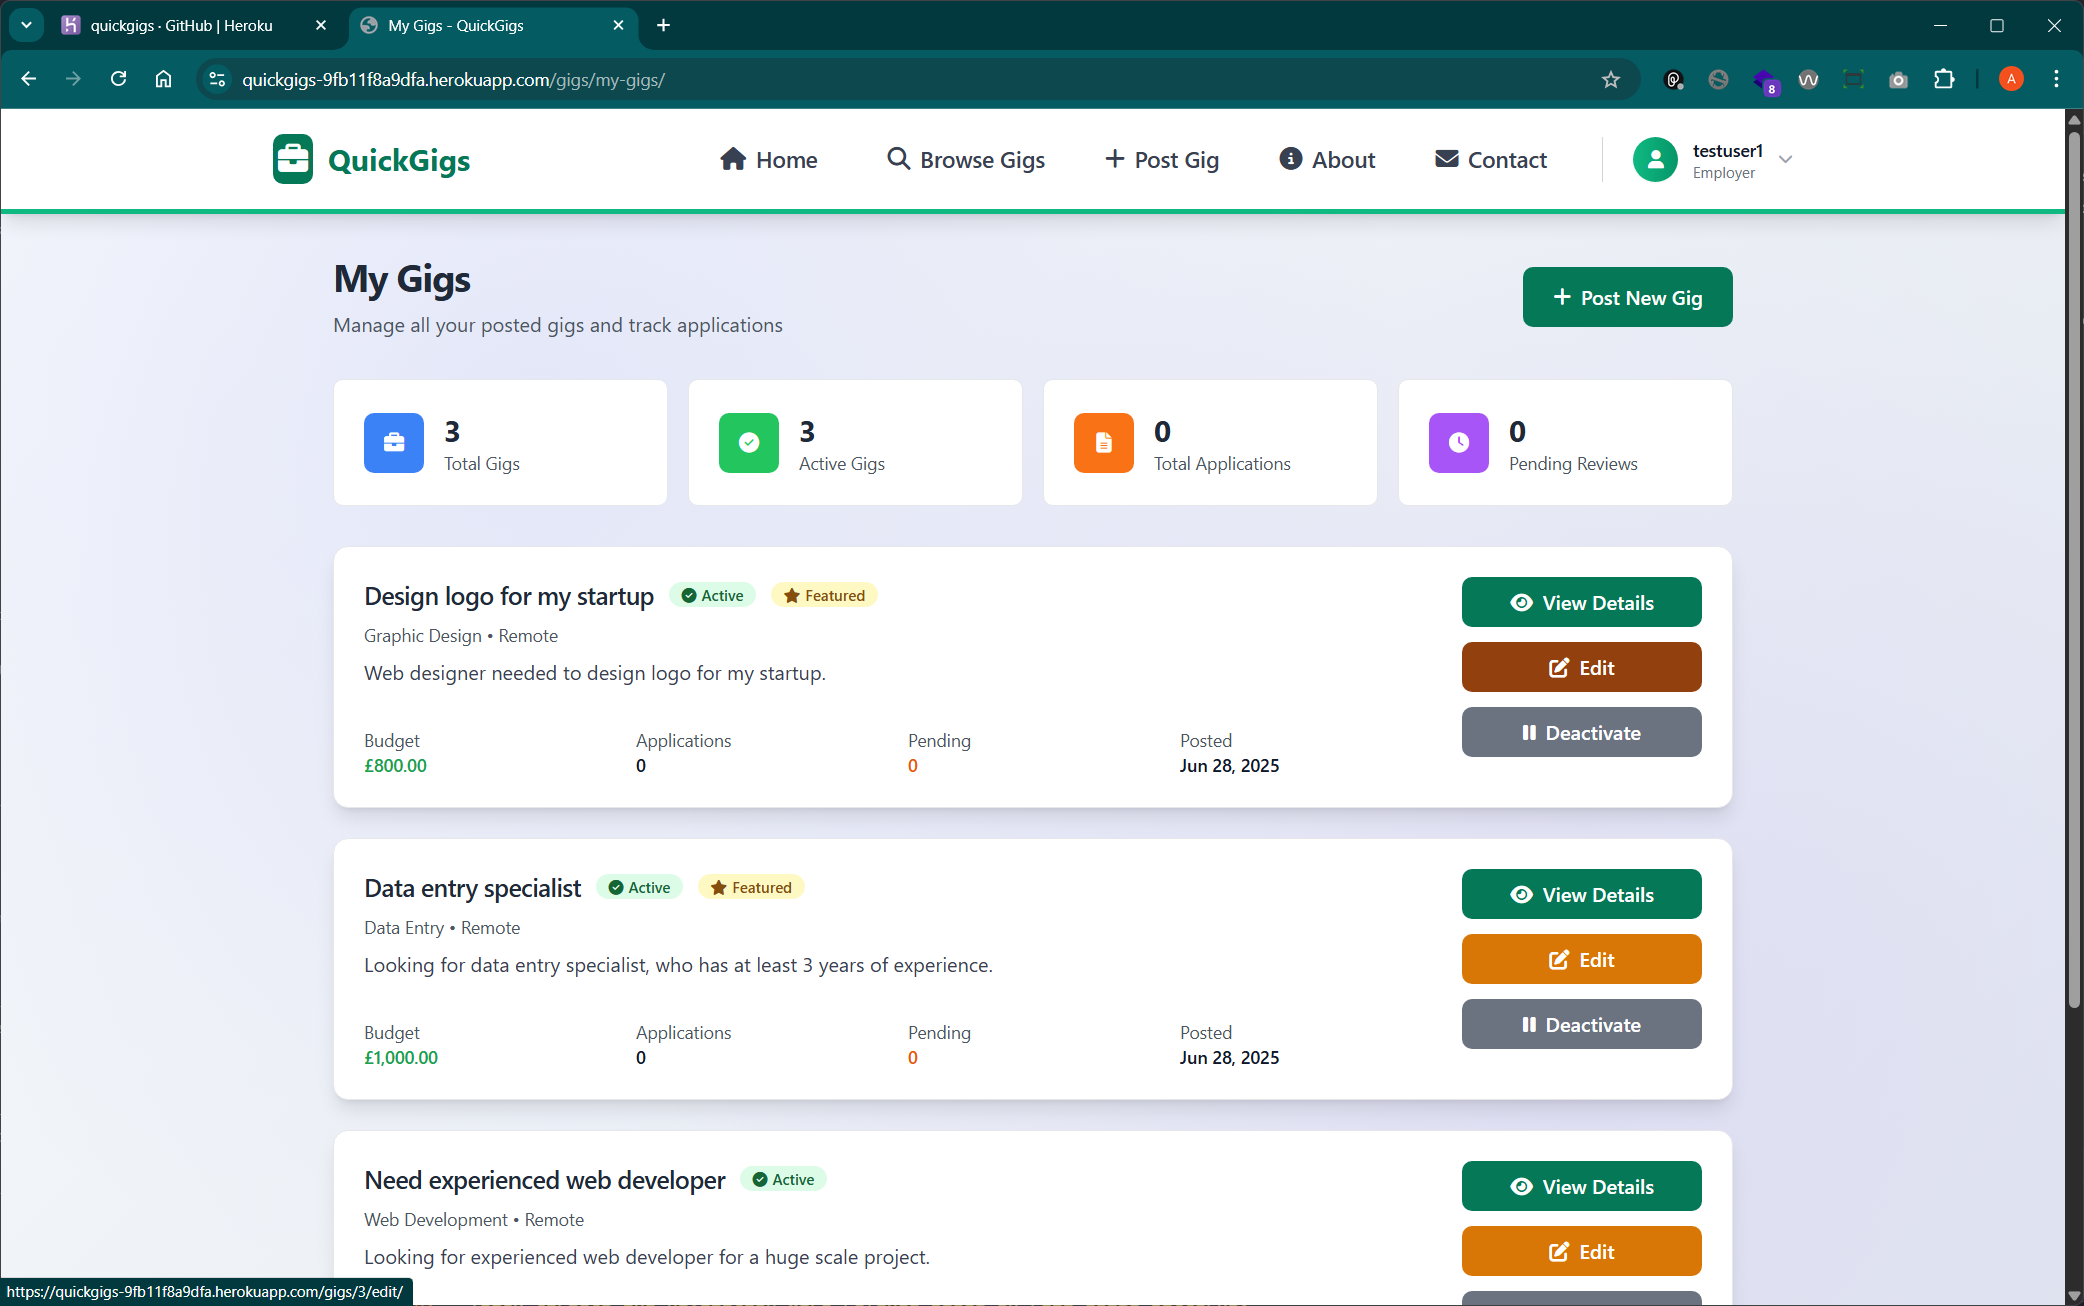 quickgigs · GitHub | Heroku
My Gigs - QuickGigs
quickgigs-9fb11f8a9dfa.herokuapp.com/gigs/my-gigs/
8
A
QuickGigs
Home
Browse Gigs
Post Gig
About
Contact
testuser1
Employer
My Gigs
Manage all your posted gigs and track applications
Post New Gig
3
Total Gigs
3
Active Gigs
0
Total Applications
0
Pending Reviews
Design logo for my startup Active Featured
Graphic Design • Remote
Web designer needed to design logo for my startup.
Budget Applications Pending Posted
£800.00 0 0 Jun 28, 2025
View Details
Edit
Deactivate
Data entry specialist Active Featured
Data Entry • Remote
Looking for data entry specialist, who has at least 3 years of experience.
Budget Applications Pending Posted
£1,000.00 0 0 Jun 28, 2025
View Details
Edit
Deactivate
Need experienced web developer Active
Web Development • Remote
Looking for experienced web developer for a huge scale project.
View Details
Edit
https://quickgigs-9fb11f8a9dfa.herokuapp.com/gigs/3/edit/